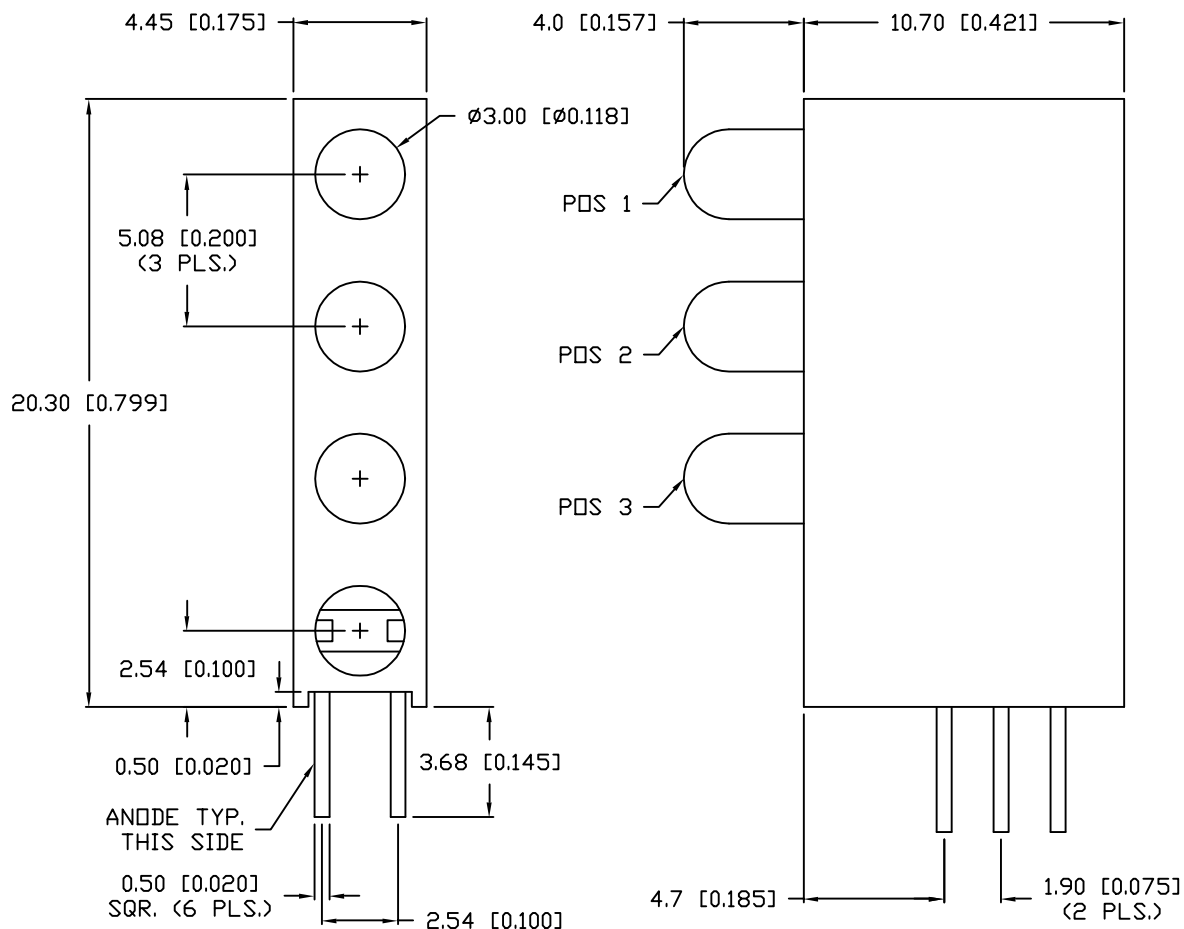 4.45 [0.175]
4.0 [0.157]
10.70 [0.421]
Ø3.00 [Ø0.118]
POS 1
5.08 [0.200]
(3 PLS.)
POS 2
20.30 [0.799]
POS 3
2.54 [0.100]
0.50 [0.020]
3.68 [0.145]
ANODE TYP.
THIS SIDE
0.50 [0.020]
SQR. (6 PLS.)
2.54 [0.100]
4.7 [0.185]
1.90 [0.075]
(2 PLS.)